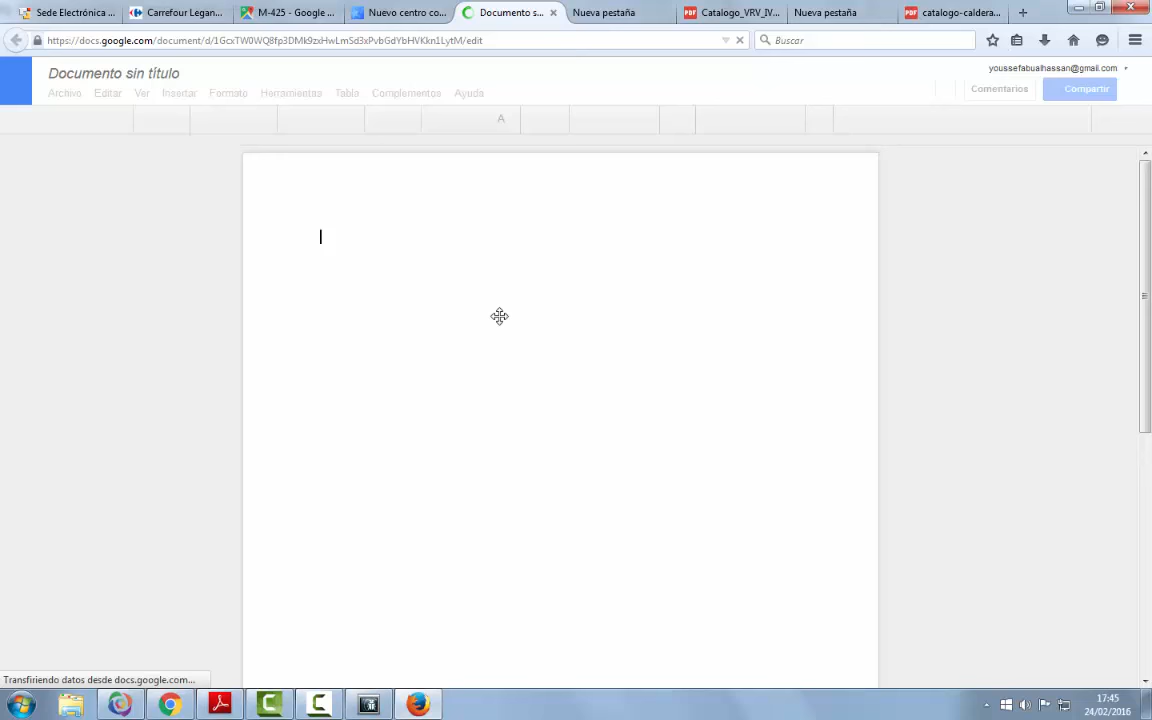 Sede Electrónica ...
Carrefour Legan...
M-425 - Google ...
Nuevo centro co...
Documento s...
Nueva pestaña
Catalogo_VRV_IV...
Nueva pestaña
catalogo-caldera...
https://docs.google.com/document/d/1GcxTW0WQ8fp3DMk9zxHwLmSd3xPvbGdYbHVKkn1LytM/edit
Buscar
Documento sin título
youssefabualhassan@gmail.com
Archivo Editar Ver Insertar Formato Herramientas Tabla Complementos Ayuda
Comentarios
Compartir
A
Transfiriendo datos desde docs.google.com...
17:45
24/02/2016